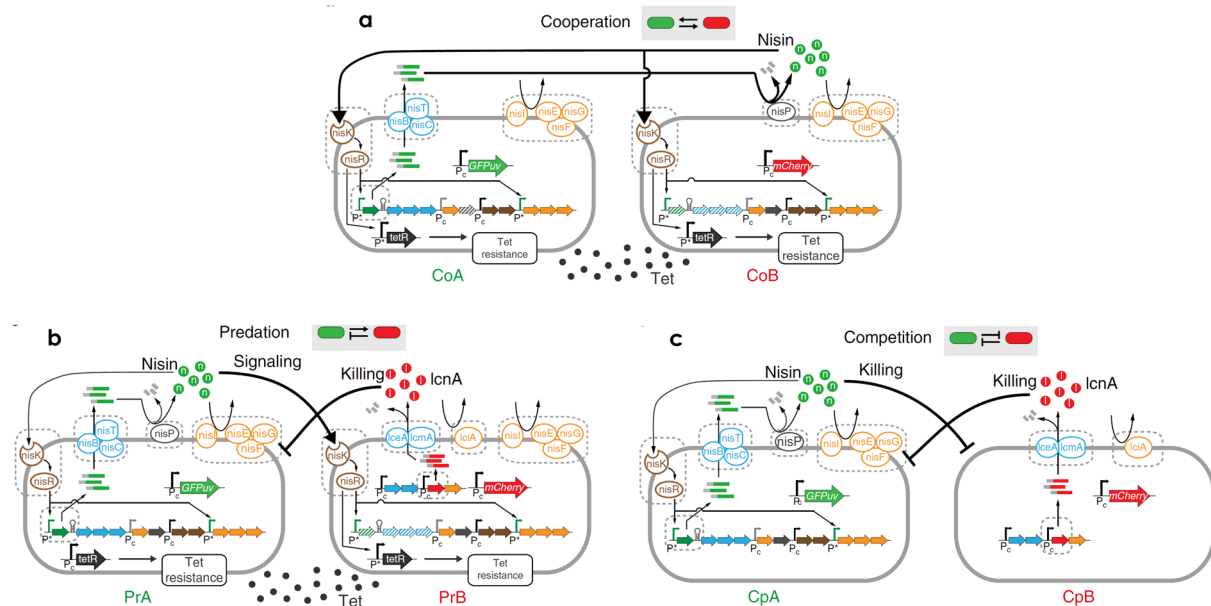 a
Cooperation
Nisin
n n n n n n
nisK
nisR
nisT
nisB
nisC
nisI
nisE
nisG
nisF
Pc
GFPuv
P*
Pc
Pc
P*
P*
tetR
Tet
resistance
CoA
nisK
nisR
nisP
nisI
nisE
nisG
nisF
Pc
mCherry
P*
Pc
Pc
P*
P*
tetR
Tet
resistance
CoB
Tet
b
Predation
Nisin
Signaling
n n n n n n
Killing
lcnA
nisK
nisR
nisT
nisB
nisC
nisP
nisI
nisE
nisG
nisF
Pc
GFPuv
P*
Pc
Pc
P*
Pc
tetR
Tet
resistance
PrA
nisK
nisR
lceA
lcmA
lciA
nisI
nisE
nisG
nisF
Pc
Pc
mCherry
P*
Pc
Pc
P*
P*
tetR
Tet
resistance
PrB
Tet
c
Competition
Nisin
Killing
n n n n n n
Killing
lcnA
nisK
nisR
nisT
nisB
nisC
nisP
nisI
nisE
nisG
nisF
Pc
GFPuv
P*
Pc
Pc
P*
CpA
lceA
lcmA
lciA
Pc
mCherry
Pc
Pc
CpB